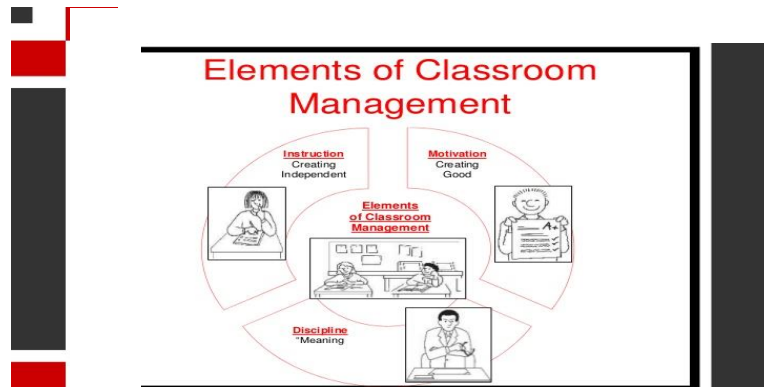 Elements of Classroom
Management
Instruction
Creating
Independent
Motivation
Creating
Good
Elements
of Classroom
Management
A+
Discipline
"Meaning